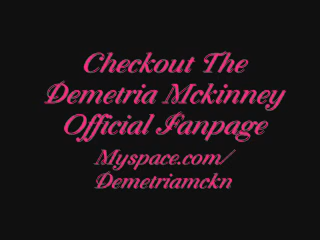 Checkout The
Demetria Mckinney
Official Fanpage
Myspace.com/
Demetriamckn